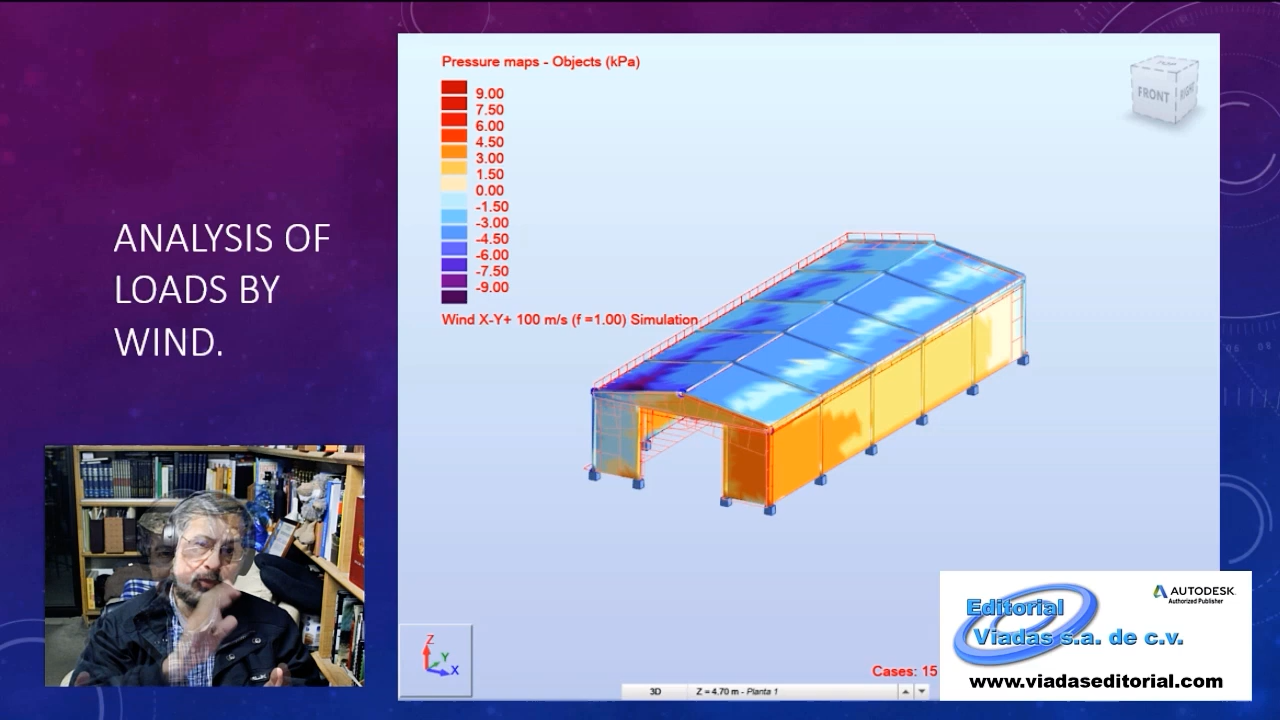 ANALYSIS OF
LOADS BY
WIND.
Pressure maps - Objects (kPa)
9.00
7.50
6.00
4.50
3.00
1.50
0.00
-1.50
-3.00
-4.50
-6.00
-7.50
-9.00
Wind X-Y+ 100 m/s (f =1.00) Simulation
TOP
FRONT
RIGHT
Z
Y
X
Cases: 15
3D
Z = 4.70 m - Planta 1
AUTODESK
Authorized Publisher
Editorial
Viadas s.a. de c.v.
www.viadaseditorial.com